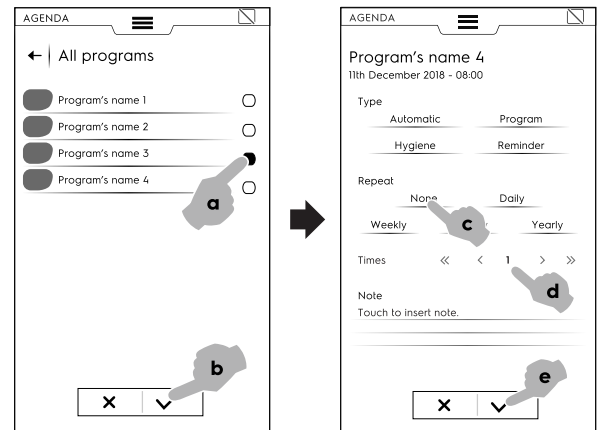 AGENDA
All programs
Program's name 1
Program's name 2
Program's name 3
Program's name 4
a
b
AGENDA
Program's name 4
11th December 2018 - 08:00
Type
Automatic Program
Hygiene Reminder
Repeat
None Daily
c
Weekly Yearly
Times 1
d
Note
Touch to insert note.
e